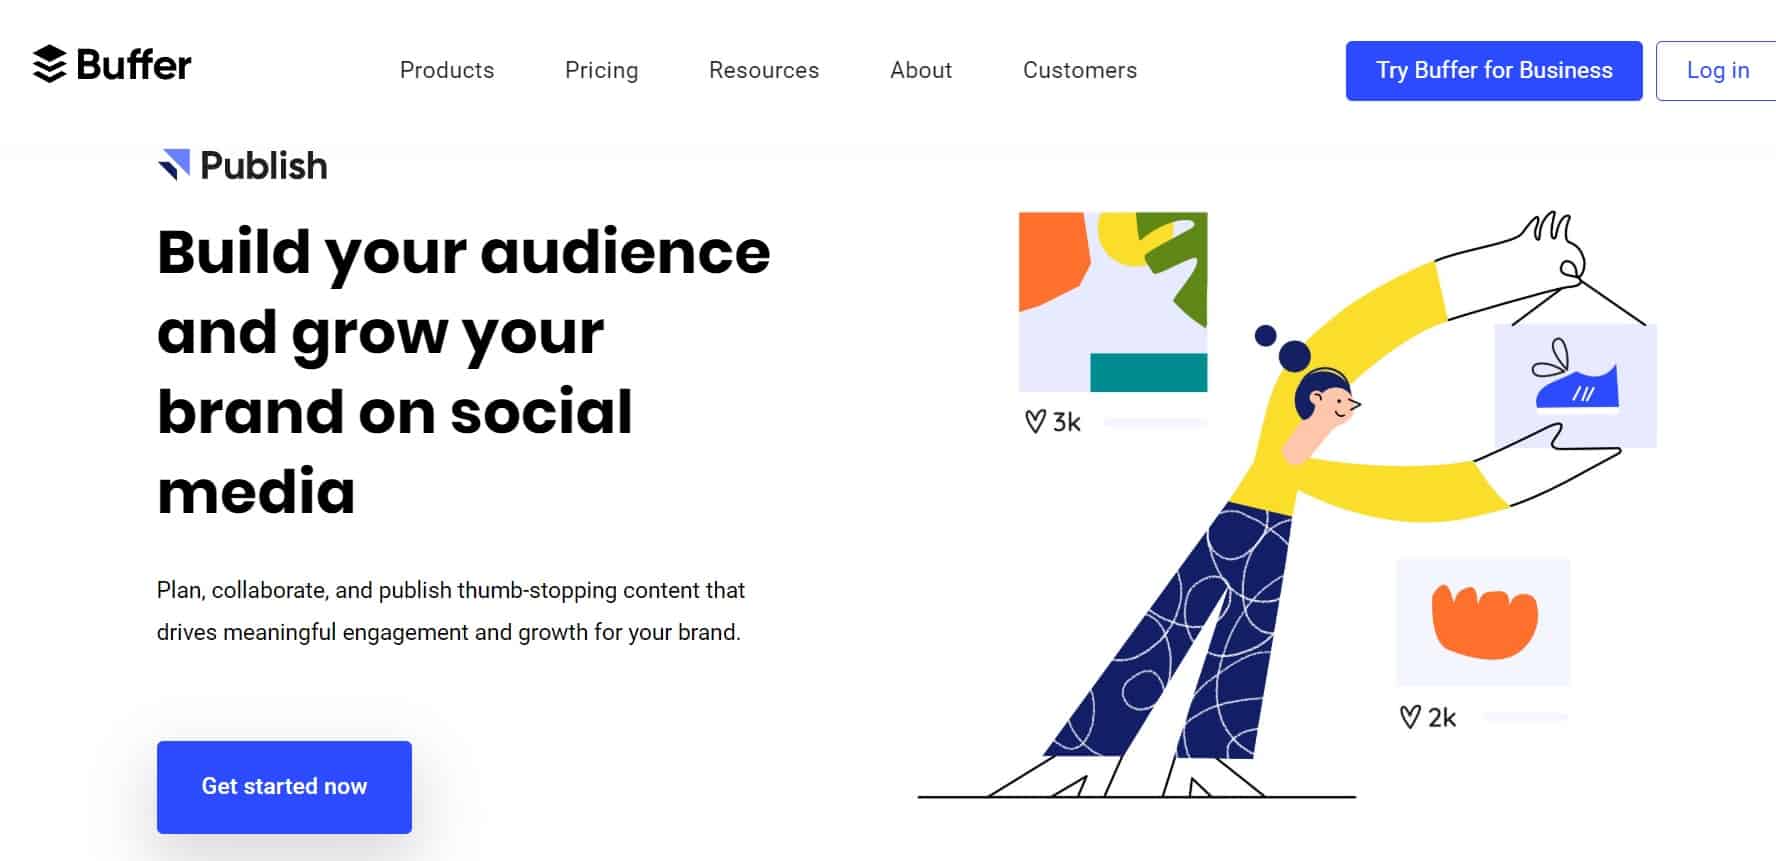 Buffer
Products
Pricing
Resources
About
Customers
Try Buffer for Business
Log in
Publish
Build your audience
and grow your
brand on social
media
Plan, collaborate, and publish thumb-stopping content that
drives meaningful engagement and growth for your brand.
Get started now
3k
2k